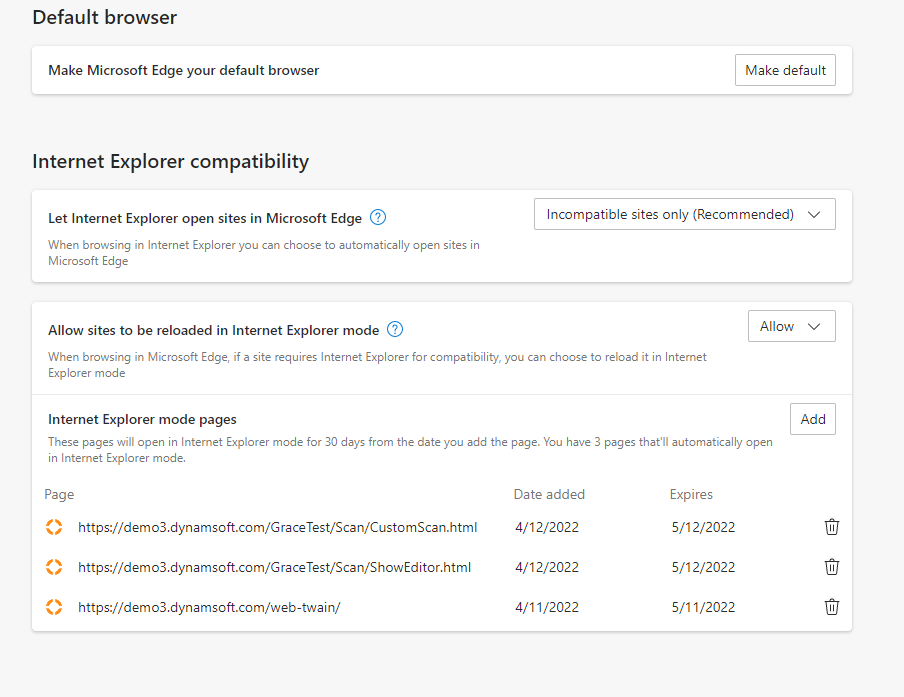 Default browser
Make Microsoft Edge your default browser
Make default
Internet Explorer compatibility
Let Internet Explorer open sites in Microsoft Edge ?
Incompatible sites only (Recommended)
When browsing in Internet Explorer you can choose to automatically open sites in
Microsoft Edge
Allow sites to be reloaded in Internet Explorer mode ?
Allow
When browsing in Microsoft Edge, if a site requires Internet Explorer for compatibility, you can choose to reload it in Internet
Explorer mode
Internet Explorer mode pages
Add
These pages will open in Internet Explorer mode for 30 days from the date you add the page. You have 3 pages that'll automatically open
in Internet Explorer mode.
Page Date added Expires
https://demo3.dynamsoft.com/GraceTest/Scan/CustomScan.html 4/12/2022 5/12/2022
https://demo3.dynamsoft.com/GraceTest/Scan/ShowEditor.html 4/12/2022 5/12/2022
https://demo3.dynamsoft.com/web-twain/ 4/11/2022 5/11/2022